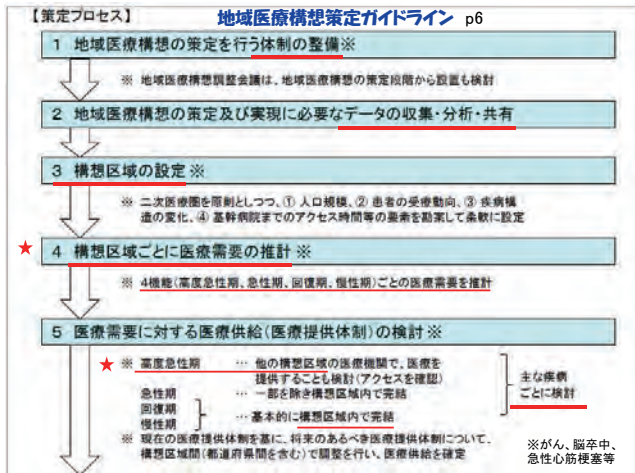 【策定プロセス】 地域医療構想策定ガイドライン p6
1 地域医療構想の策定を行う体制の整備※
※ 地域医療構想調整会議は、地域医療構想の策定段階から設置も検討
2 地域医療構想の策定及び実現に必要なデータの収集・分析・共有
3 構想区域の設定※
※ 二次医療圏を原則としつつ、① 人口規模、② 患者の受療動向、③ 疾病構
造の変化、④ 基幹病院までのアクセス時間等の要素を勘案して柔軟に設定
★ 4 構想区域ごとに医療需要の推計※
※ 4機能(高度急性期、急性期、回復期、慢性期)ごとの医療需要を推計
5 医療需要に対する医療供給(医療提供体制)の検討※
★ ※ 高度急性期 … 他の構想区域の医療機関で、医療を
提供することも検討(アクセスを確認)
急性期 … 一部を除き構想区域内で完結
回復期
慢性期
…基本的に構想区域内で完結
主な疾病
ごとに検討
※ 現在の医療提供体制を基に、将来のあるべき医療提供体制について、
構想区域間(都道府県間を含む)で調整を行い、医療供給を確定
※がん、脳卒中、
急性心筋梗塞等